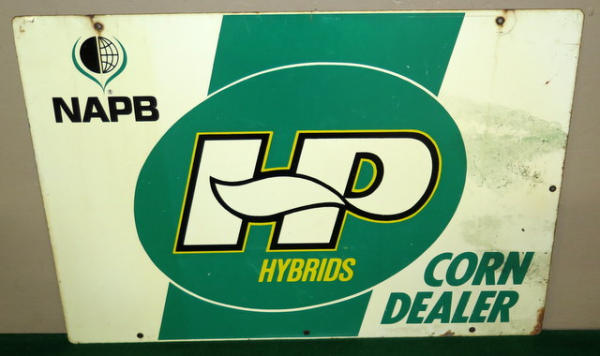 NAPB
HP
HYBRIDS
CORN
DEALER